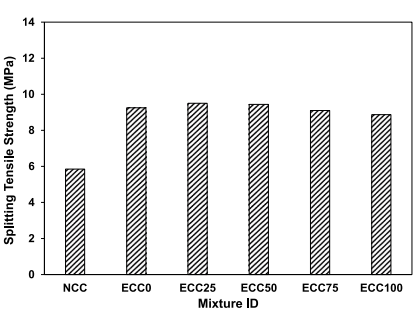 Splitting Tensile Strength (MPa)
14
12
10
8
6
4
2
0
NCC ECC0 ECC25 ECC50 ECC75 ECC100
Mixture ID